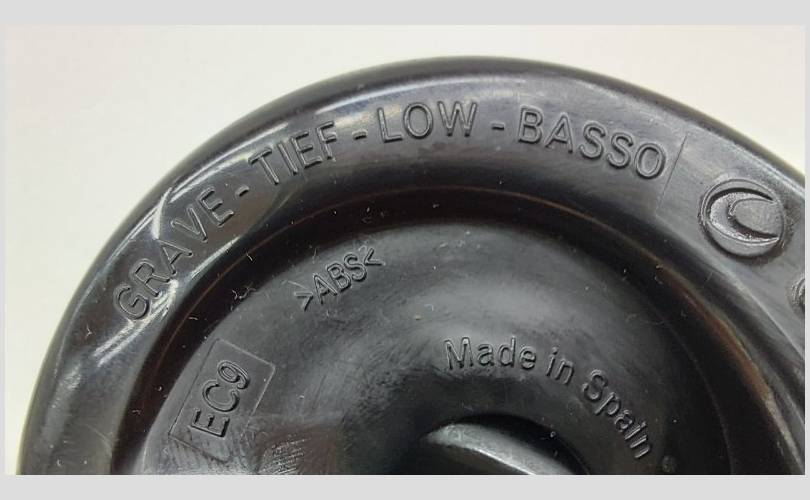 GRAVE - TIEF - LOW - BASSO
>ABS<
EC9
Made in Spain